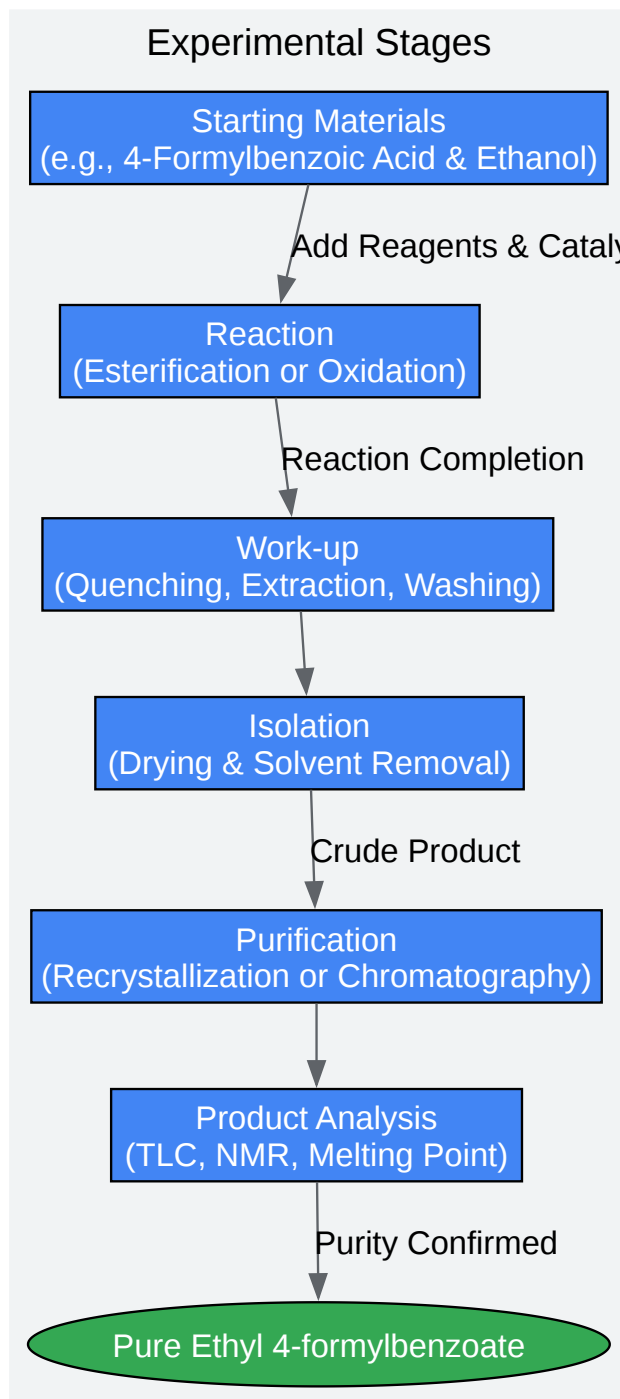 Experimental Stages
Starting Materials
(e.g., 4-Formylbenzoic Acid & Ethanol)
Add Reagents & Cataly
Reaction
(Esterification or Oxidation)
Reaction Completion
Work-up
(Quenching, Extraction, Washing)
Isolation
(Drying & Solvent Removal)
Crude Product
Purification
(Recrystallization or Chromatography)
Product Analysis
(TLC, NMR, Melting Point)
Purity Confirmed
Pure Ethyl 4-formylbenzoate